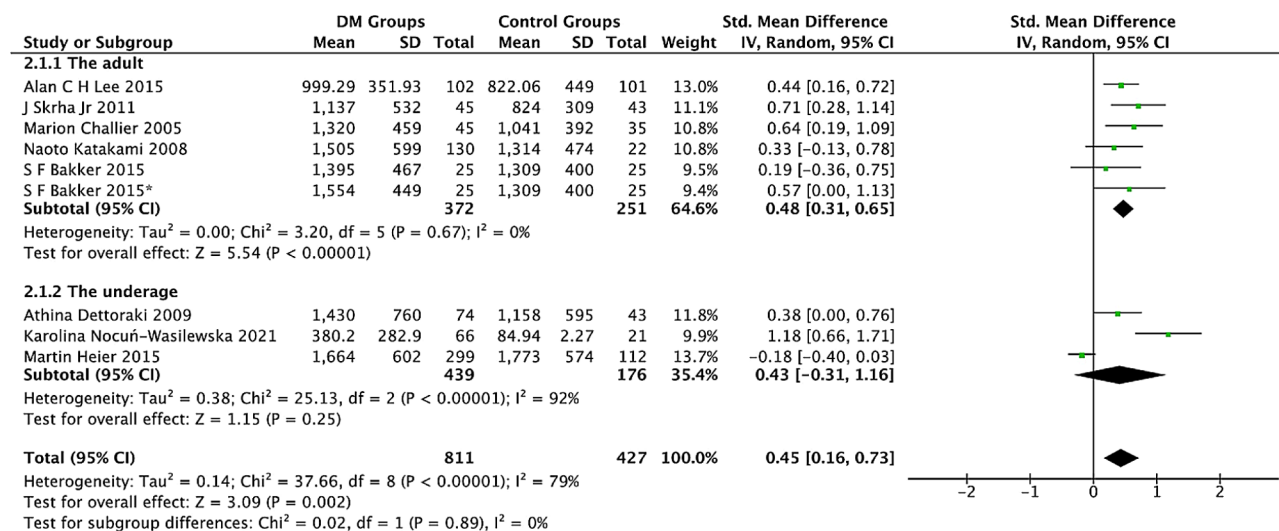 DM Groups Control Groups Std. Mean Difference Std. Mean Difference
Study or Subgroup Mean SD Total Mean SD Total Weight IV, Random, 95% CI IV, Random, 95% CI
2.1.1 The adult
Alan C H Lee 2015 999.29 351.93 102 822.06 449 101 13.0% 0.44 [0.16, 0.72]
J Skrha Jr 2011 1,137 532 45 824 309 43 11.1% 0.71 [0.28, 1.14]
Marion Challier 2005 1,320 459 45 1,041 392 35 10.8% 0.64 [0.19, 1.09]
Naoto Katakami 2008 1,505 599 130 1,314 474 22 10.8% 0.33 [−0.13, 0.78]
S F Bakker 2015 1,395 467 25 1,309 400 25 9.5% 0.19 [−0.36, 0.75]
S F Bakker 2015* 1,554 449 25 1,309 400 25 9.4% 0.57 [0.00, 1.13]
Subtotal (95% CI) 372 251 64.6% 0.48 [0.31, 0.65]
Heterogeneity: Tau² = 0.00; Chi² = 3.20, df = 5 (P = 0.67); I² = 0%
Test for overall effect: Z = 5.54 (P < 0.00001)
2.1.2 The underage
Athina Dettoraki 2009 1,430 760 74 1,158 595 43 11.8% 0.38 [0.00, 0.76]
Karolina Nocuń-Wasilewska 2021 380.2 282.9 66 84.94 2.27 21 9.9% 1.18 [0.66, 1.71]
Martin Heier 2015 1,664 602 299 1,773 574 112 13.7% −0.18 [−0.40, 0.03]
Subtotal (95% CI) 439 176 35.4% 0.43 [−0.31, 1.16]
Heterogeneity: Tau² = 0.38; Chi² = 25.13, df = 2 (P < 0.00001); I² = 92%
Test for overall effect: Z = 1.15 (P = 0.25)
Total (95% CI) 811 427 100.0% 0.45 [0.16, 0.73]
Heterogeneity: Tau² = 0.14; Chi² = 37.66, df = 8 (P < 0.00001); I² = 79%
Test for overall effect: Z = 3.09 (P = 0.002)
Test for subgroup differences: Chi² = 0.02, df = 1 (P = 0.89), I² = 0%
−2 −1 0 1 2